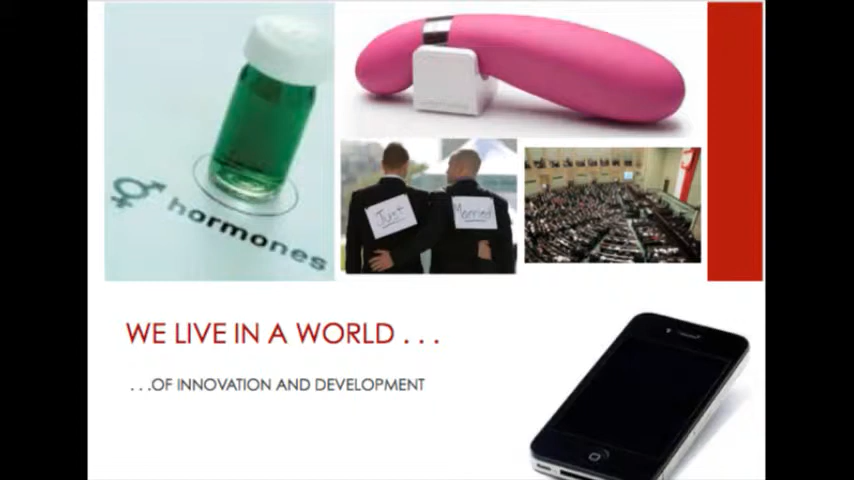 hormones
Just
Married
WE LIVE IN A WORLD . . .
. . .OF INNOVATION AND DEVELOPMENT